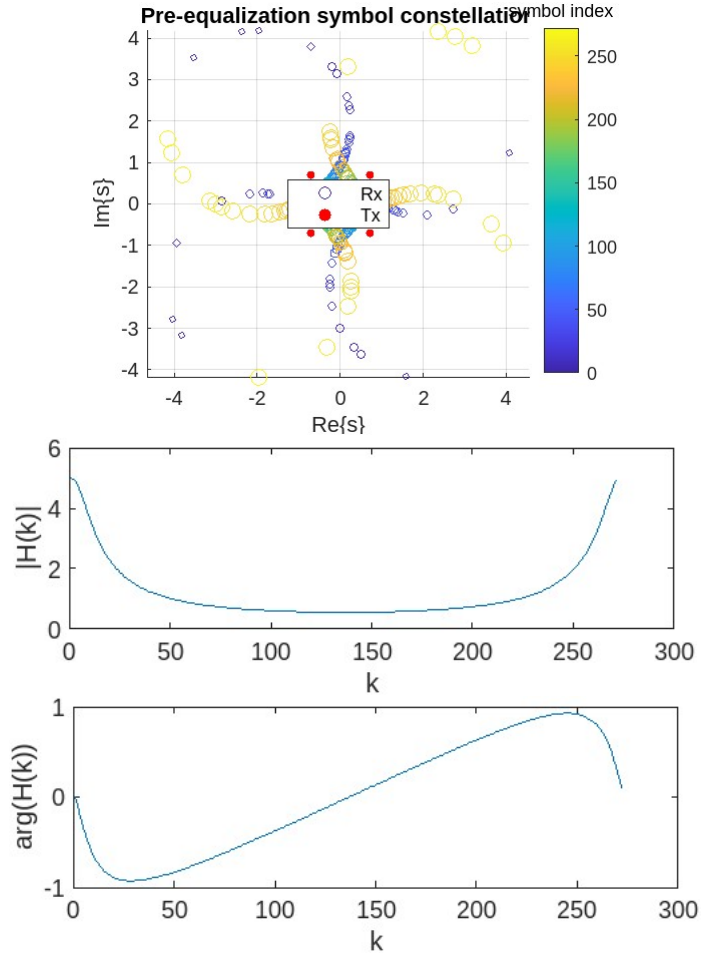 Pre-equalization symbol constellation
symbol index
4
3
2
1
0
-1
-2
-3
-4
Im{s}
Rx
Tx
-4 -2 0 2 4
Re{s}
250
200
150
100
50
0
6
4
2
0
|H(k)|
0 50 100 150 200 250 300
k
1
0
-1
arg(H(k))
0 50 100 150 200 250 300
k